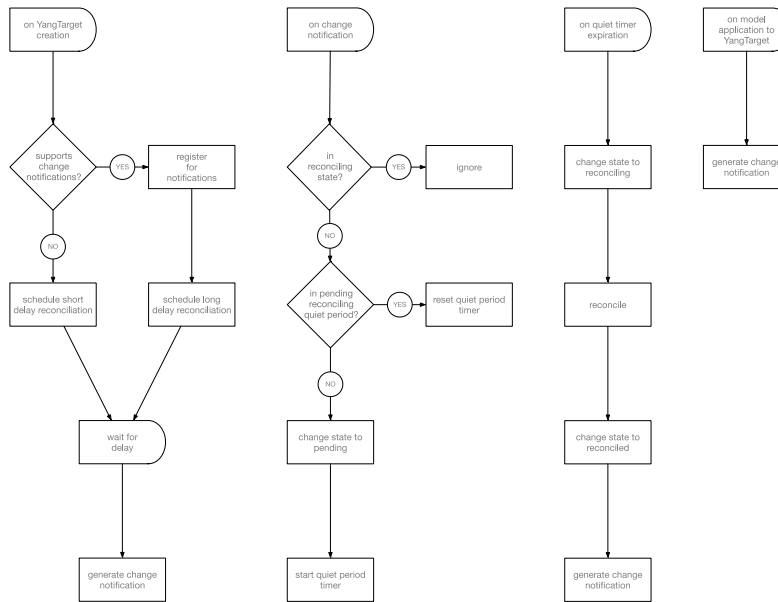 on YangTarget
creation
supports
change
notifications?
YES
register
for
notifications
NO
schedule short
delay reconciliation
schedule long
delay reconciliation
wait for
delay
generate change
notification
on change
notification
in
reconciling
state?
YES
ignore
NO
in pending
reconciling
quiet period?
YES
reset quiet period
timer
NO
change state to
pending
start quiet period
timer
on quiet timer
expiration
change state to
reconciling
reconcile
change state to
reconciled
generate change
notification
on model
application to
YangTarget
generate change
notification